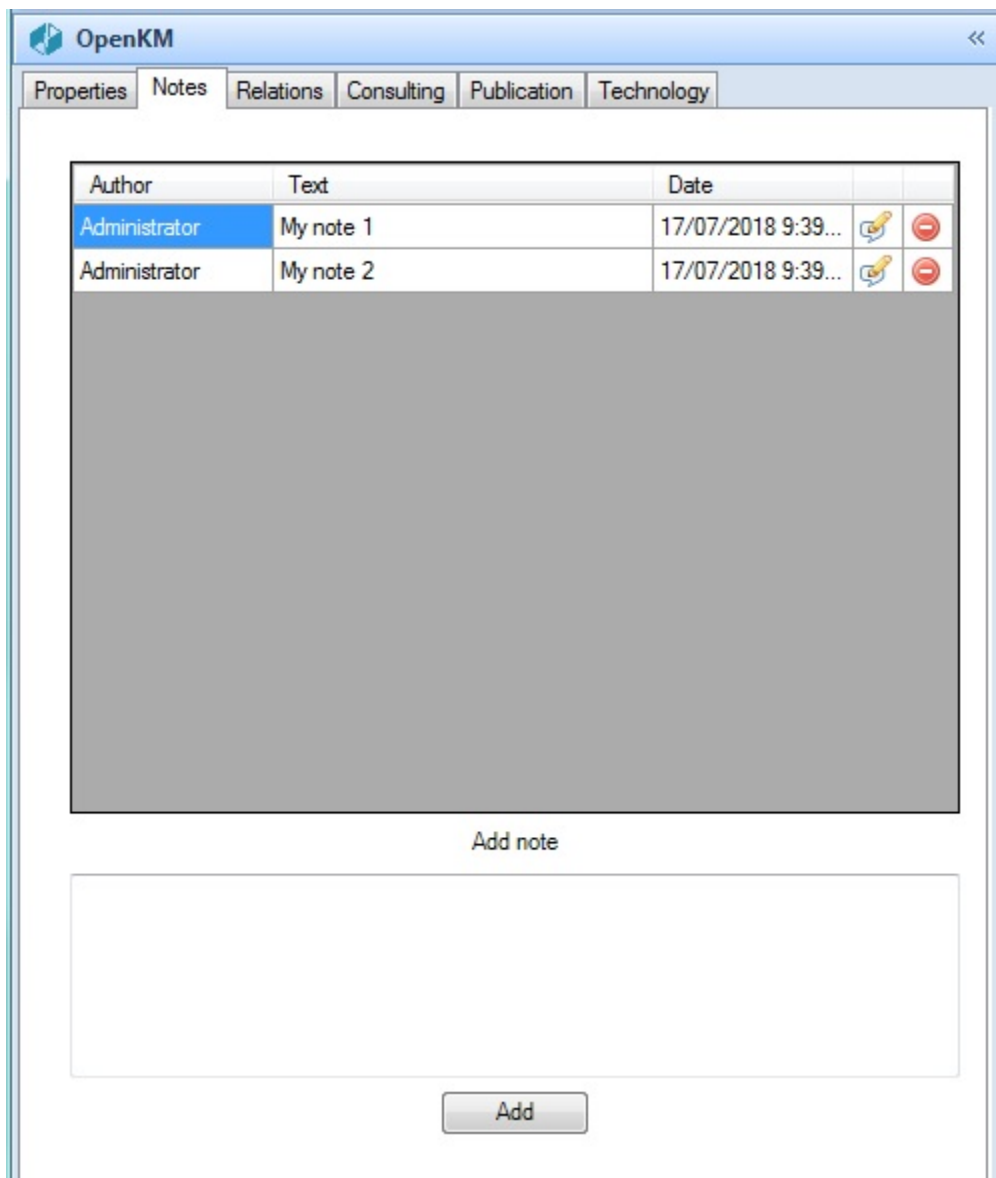 OpenKM «
Properties Notes Relations Consulting Publication Technology
Author Text Date
Administrator My note 1 17/07/2018 9:39...
Administrator My note 2 17/07/2018 9:39...
Add note
Add